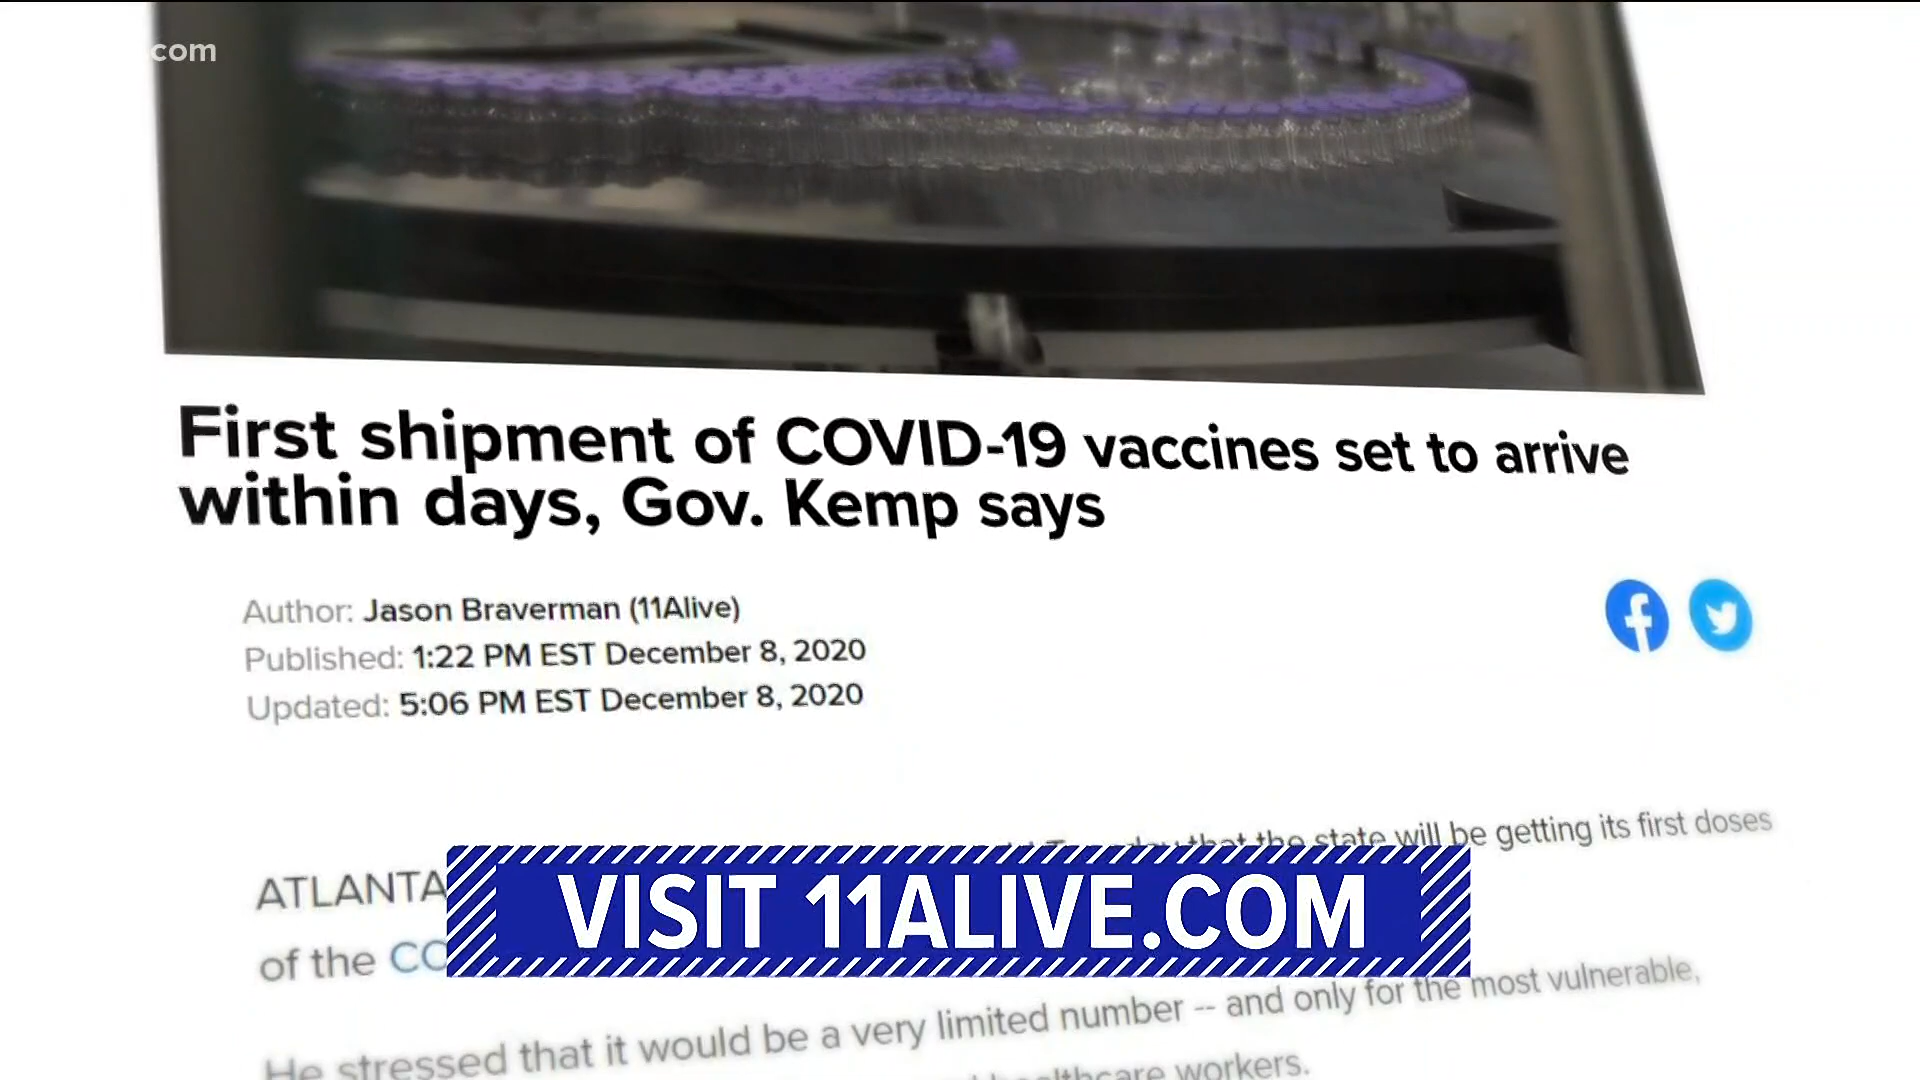 .com
First shipment of COVID-19 vaccines set to arrive
within days, Gov. Kemp says
Author: Jason Braverman (11Alive)
Published: 1:22 PM EST December 8, 2020
Updated: 5:06 PM EST December 8, 2020
ATLANTA that the state will be getting its first doses
VISIT 11ALIVE.COM
of the
He stressed that it would be a very limited number -- and only for the most vulnerable,
healthcare workers.